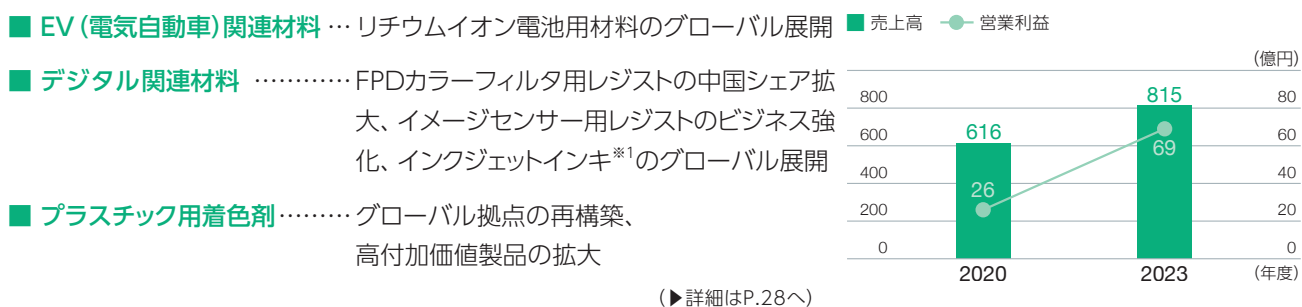 ■ EV(電気自動車)関連材料 … リチウムイオン電池用材料のグローバル展開
■ デジタル関連材料 ………… FPDカラーフィルタ用レジストの中国シェア拡
大、イメージセンサー用レジストのビジネス強
化、インクジェットインキ※1のグローバル展開
■ プラスチック用着色剤 ……… グローバル拠点の再構築、
高付加価値製品の拡大
(▶詳細はP.28へ)
■ 売上高 営業利益
(億円)
800 815 80
600 616 69 60
400 26 40
200 20
0 0
2020 2023 (年度)